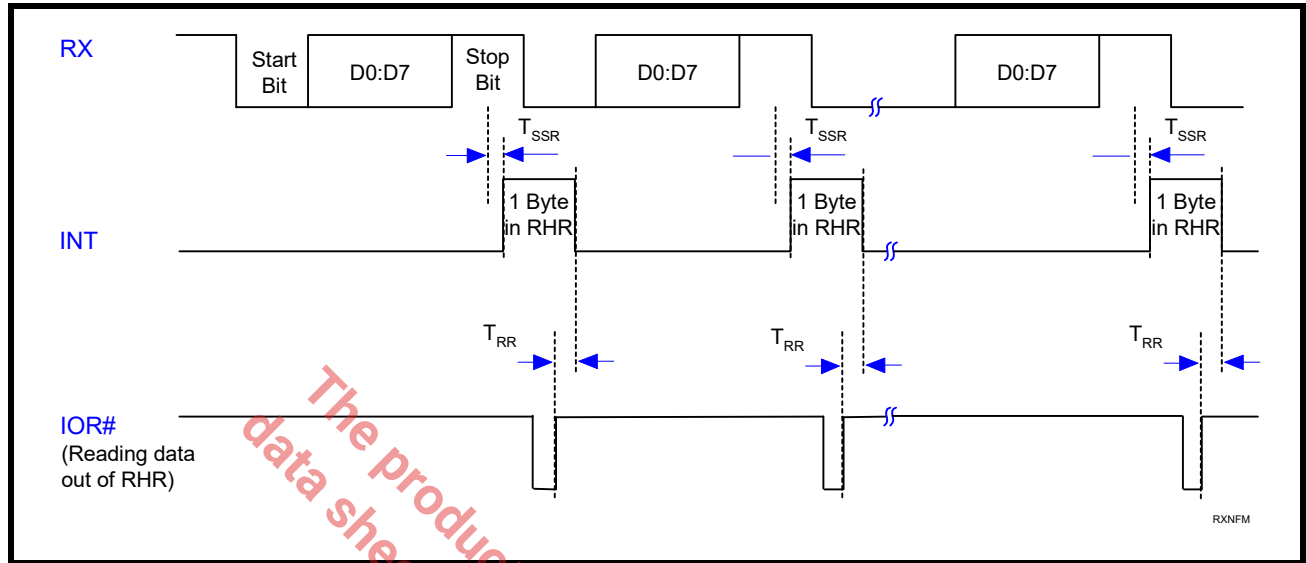 RX
Start
Bit
D0:D7
Stop
Bit
D0:D7
D0:D7
TSSR
TSSR
TSSR
INT
1 Byte
in RHR
1 Byte
in RHR
1 Byte
in RHR
TRR
TRR
TRR
IOR#
(Reading data
out of RHR)
The produc
data shee
RXNFM